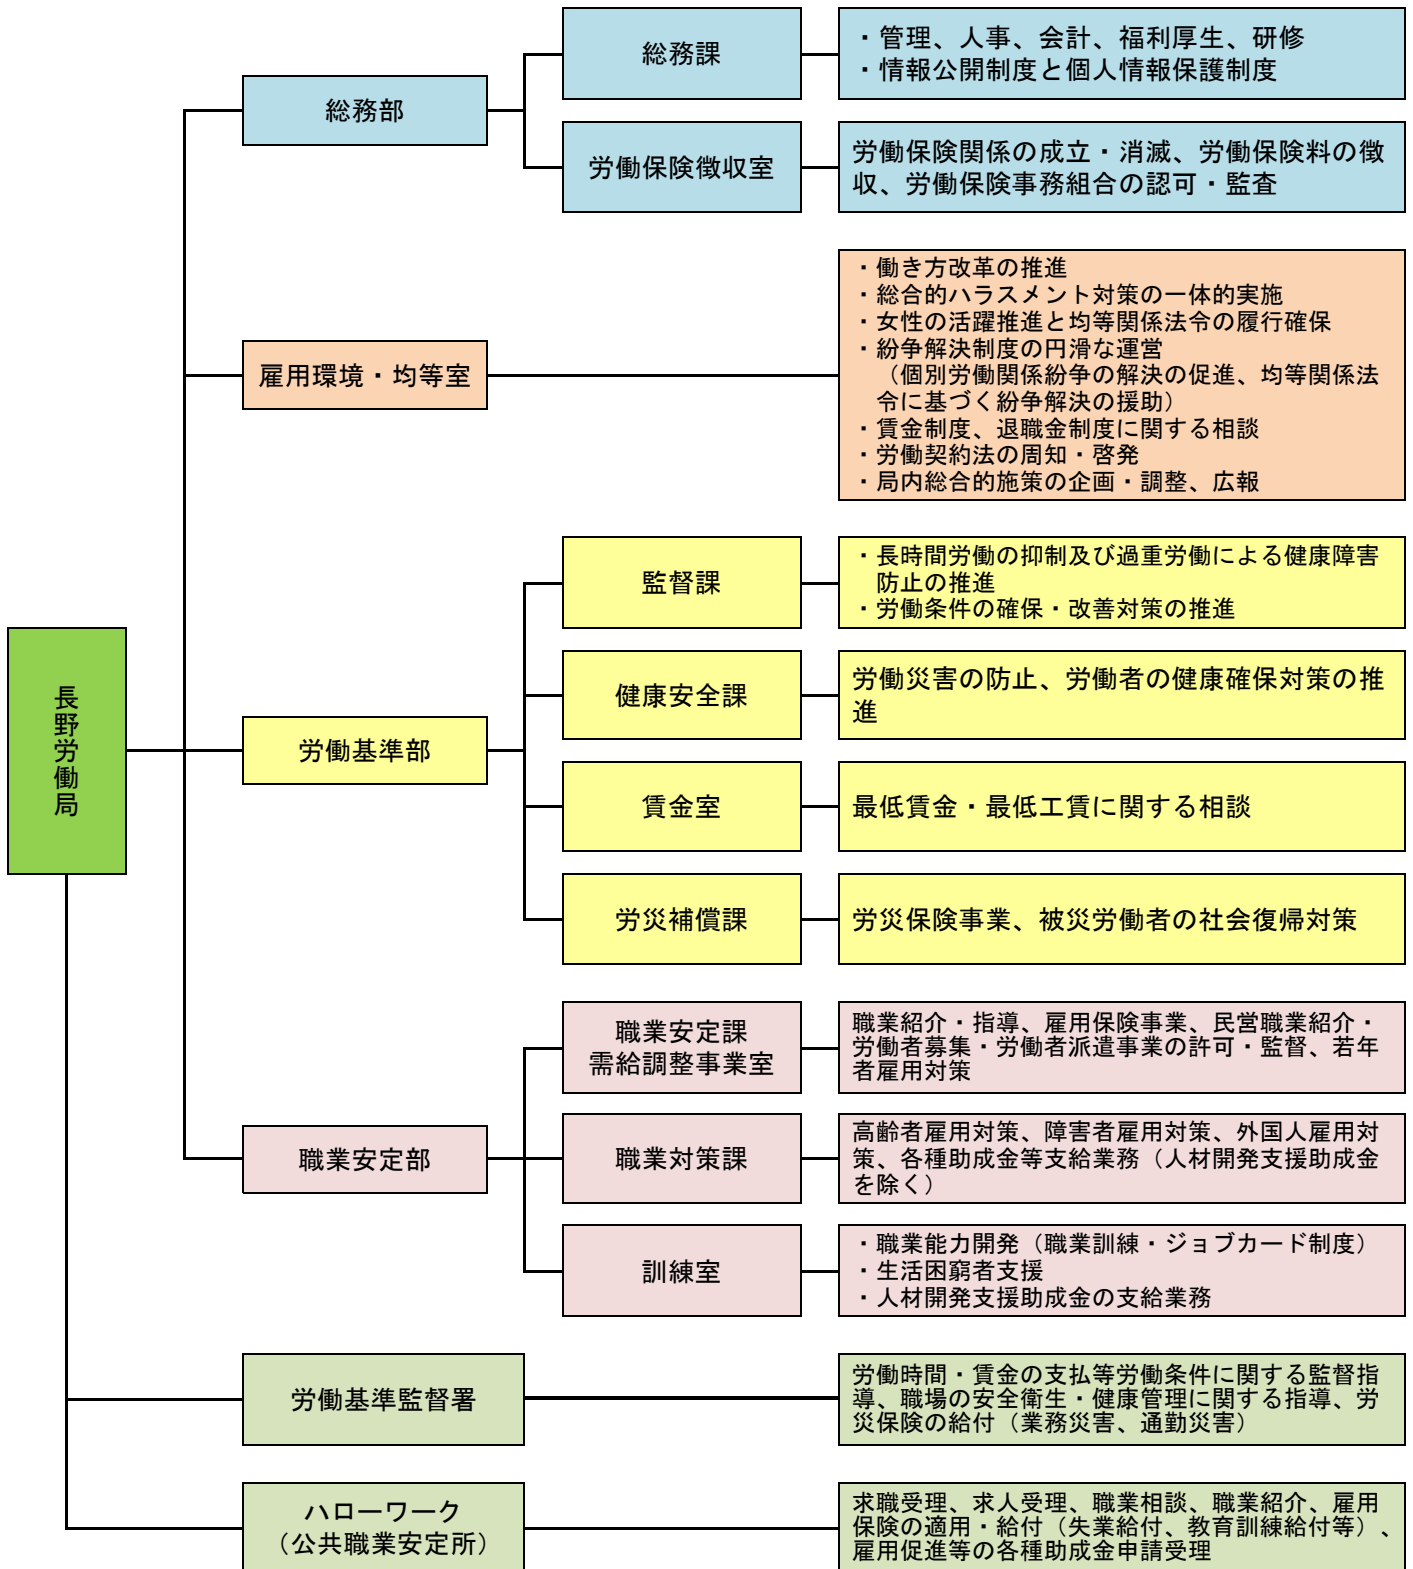 長野労働局
総務部
総務課
・管理、人事、会計、福利厚生、研修
・情報公開制度と個人情報保護制度
労働保険徴収室
労働保険関係の成立・消滅、労働保険料の徴
収、労働保険事務組合の認可・監査
雇用環境・均等室
・働き方改革の推進
・総合的ハラスメント対策の一体的実施
・女性の活躍推進と均等関係法令の履行確保
・紛争解決制度の円滑な運営
（個別労働関係紛争の解決の促進、均等関係法
令に基づく紛争解決の援助）
・賃金制度、退職金制度に関する相談
・労働契約法の周知・啓発
・局内総合的施策の企画・調整、広報
労働基準部
監督課
・長時間労働の抑制及び過重労働による健康障害
防止の推進
・労働条件の確保・改善対策の推進
健康安全課
労働災害の防止、労働者の健康確保対策の推
進
賃金室
最低賃金・最低工賃に関する相談
労災補償課
労災保険事業、被災労働者の社会復帰対策
職業安定部
職業安定課
需給調整事業室
職業紹介・指導、雇用保険事業、民営職業紹介・
労働者募集・労働者派遣事業の許可・監督、若年
者雇用対策
職業対策課
高齢者雇用対策、障害者雇用対策、外国人雇用対
策、各種助成金等支給業務（人材開発支援助成金
を除く）
訓練室
・職業能力開発（職業訓練・ジョブカード制度）
・生活困窮者支援
・人材開発支援助成金の支給業務
労働基準監督署
労働時間・賃金の支払等労働条件に関する監督指
導、職場の安全衛生・健康管理に関する指導、労
災保険の給付（業務災害、通勤災害）
ハローワーク
（公共職業安定所）
求職受理、求人受理、職業相談、職業紹介、雇用
保険の適用・給付（失業給付、教育訓練給付等）、
雇用促進等の各種助成金申請受理